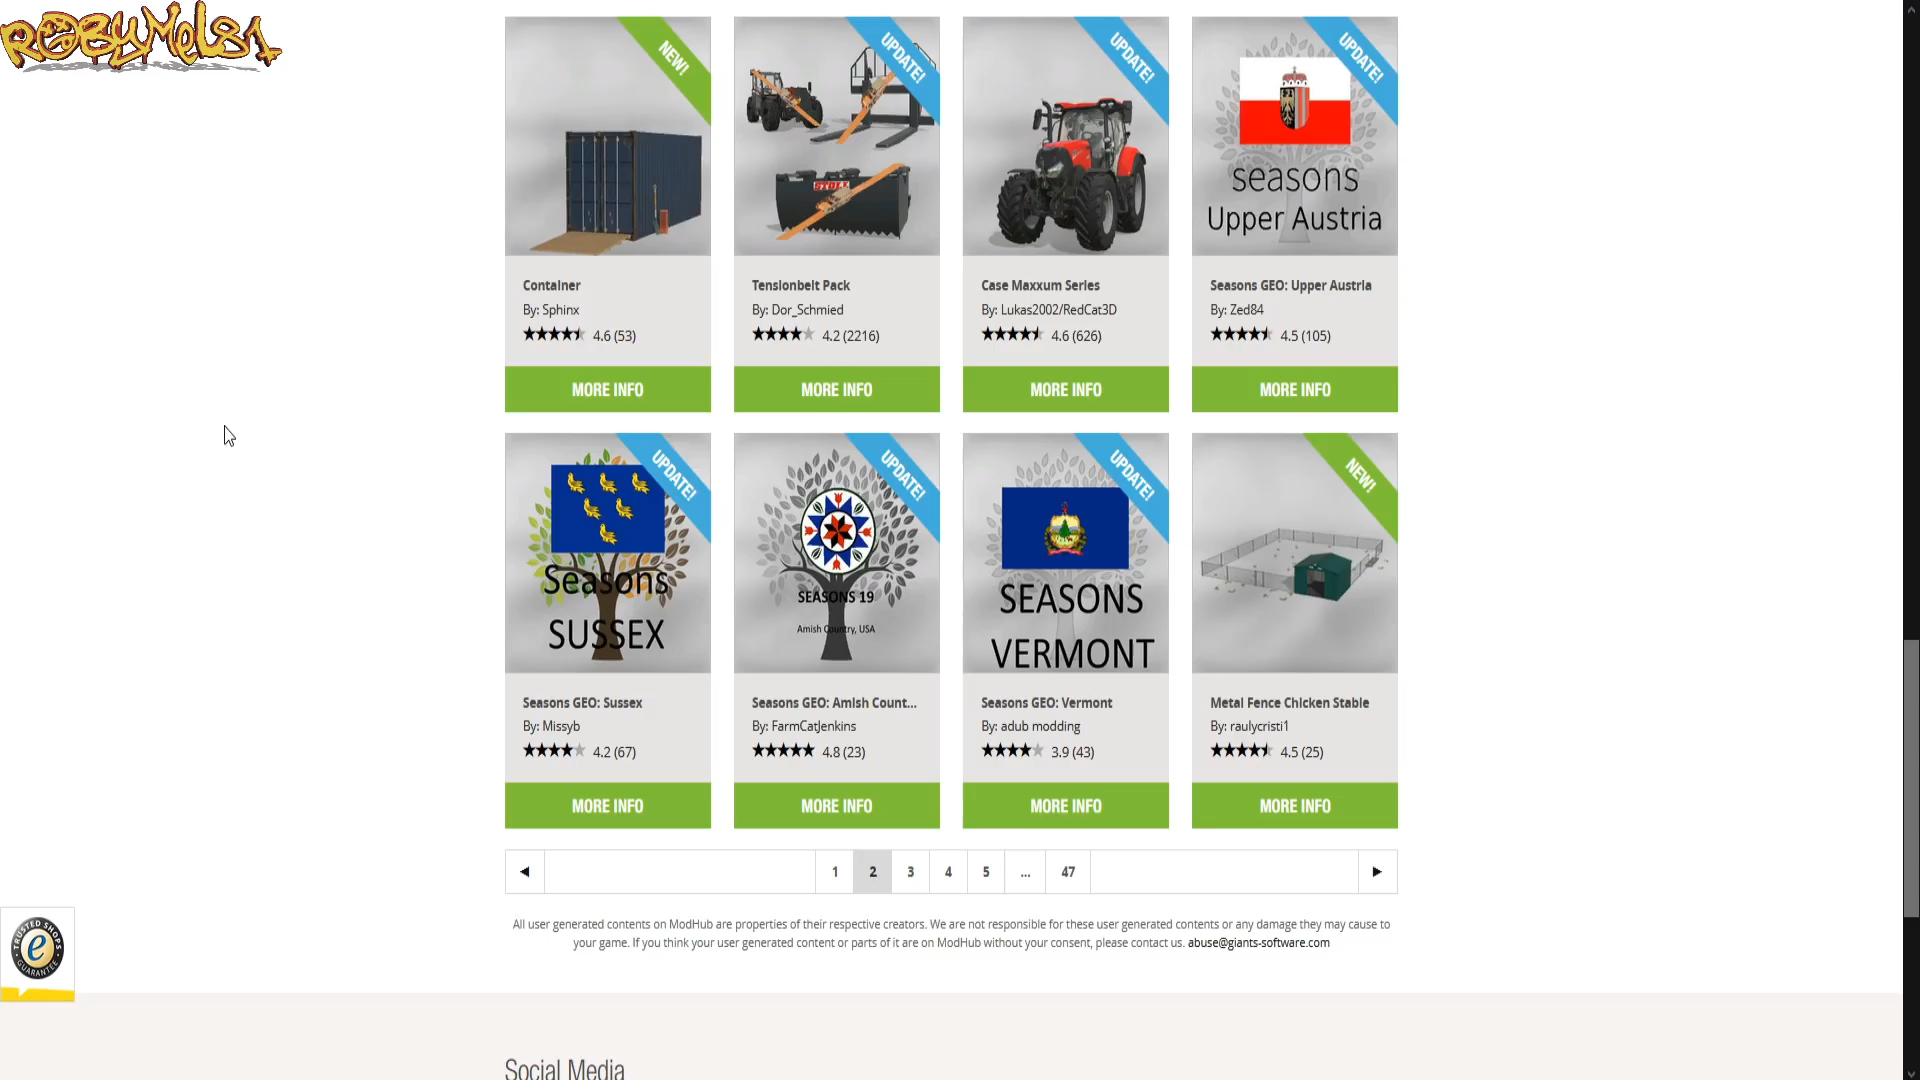 RobyMel81
NEW!
UPDATE!
UPDATE!
UPDATE!
STOLL
seasons
Upper Austria
Container
Tensionbelt Pack
Case Maxxum Series
Seasons GEO: Upper Austria
By: Sphinx
By: Dor_Schmied
By: Lukas2002/RedCat3D
By: Zed84
4.6 (53)
4.2 (2216)
4.6 (626)
4.5 (105)
MORE INFO
MORE INFO
MORE INFO
MORE INFO
UPDATE!
UPDATE!
UPDATE!
NEW!
Seasons
SUSSEX
SEASONS 19
Amish Country, USA
SEASONS
VERMONT
Seasons GEO: Sussex
Seasons GEO: Amish Count...
Seasons GEO: Vermont
Metal Fence Chicken Stable
By: Missyb
By: FarmCatJenkins
By: adub modding
By: raulycristi1
4.2 (67)
4.8 (23)
3.9 (43)
4.5 (25)
MORE INFO
MORE INFO
MORE INFO
MORE INFO
1 2 3 4 5 ... 47
All user generated contents on ModHub are properties of their respective creators. We are not responsible for these user generated contents or any damage they may cause to
your game. If you think your user generated content or parts of it are on ModHub without your consent, please contact us. abuse@giants-software.com
TRUSTED SHOPS
e
GUARANTEE
Social Media